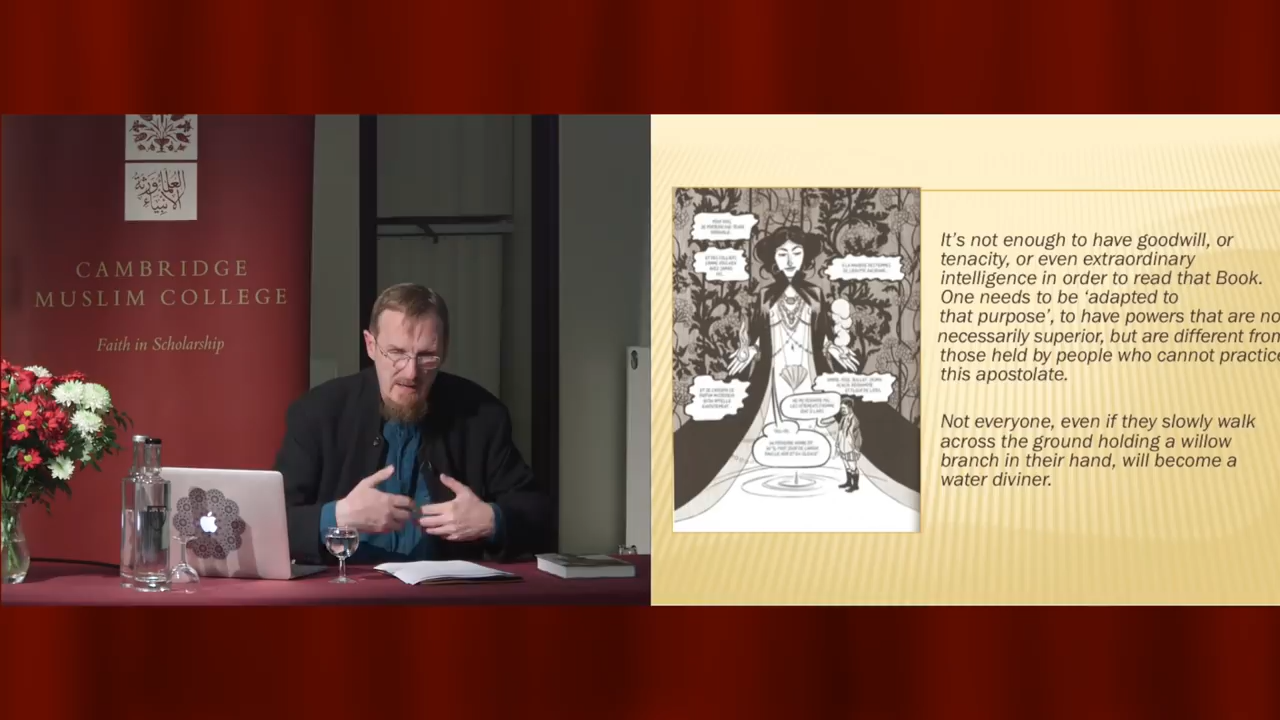 العلماء ورثة
الأنبياء
CAMBRIDGE
MUSLIM COLLEGE
Faith in Scholarship
It's not enough to have goodwill, or
tenacity, or even extraordinary
intelligence in order to read that Book.
One needs to be ‘adapted to
that purpose’, to have powers that are no
necessarily superior, but are different from
those held by people who cannot practice
this apostolate.
Not everyone, even if they slowly walk
across the ground holding a willow
branch in their hand, will become a
water diviner.